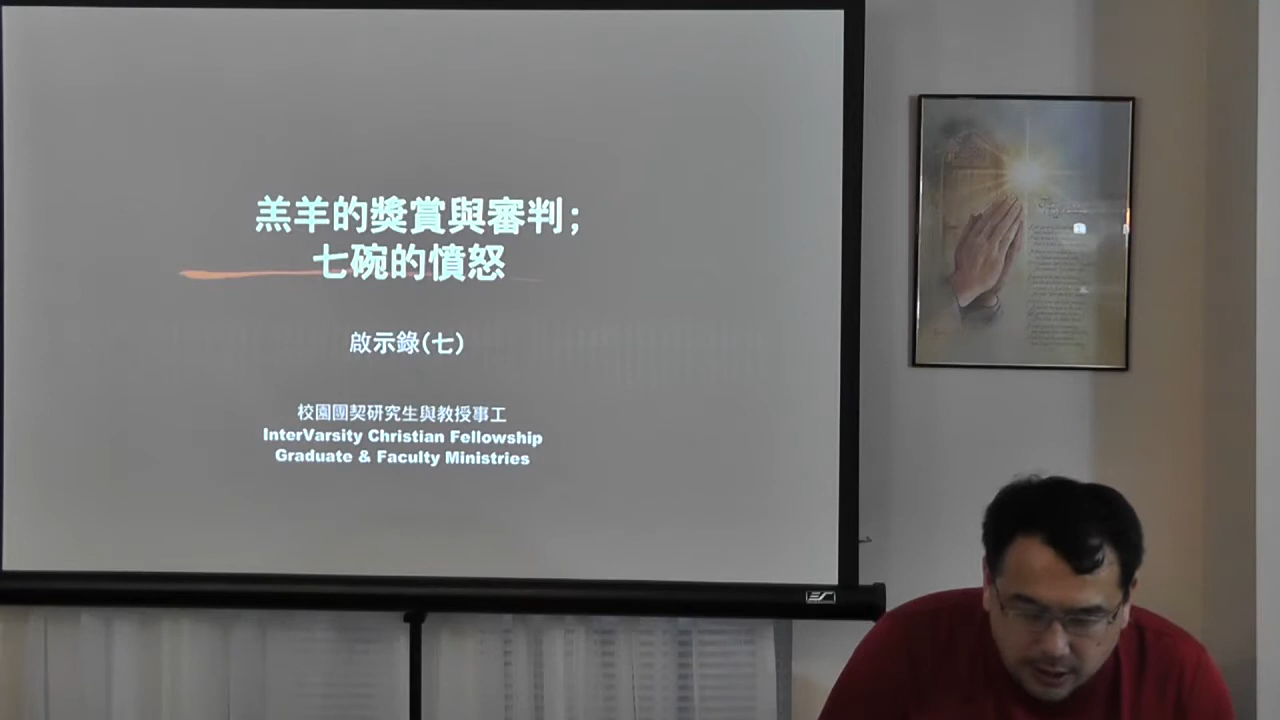 羔羊的獎賞與審判；
七碗的憤怒
啟示錄(七)
校園團契研究生與教授事工
InterVarsity Christian Fellowship
Graduate & Faculty Ministries